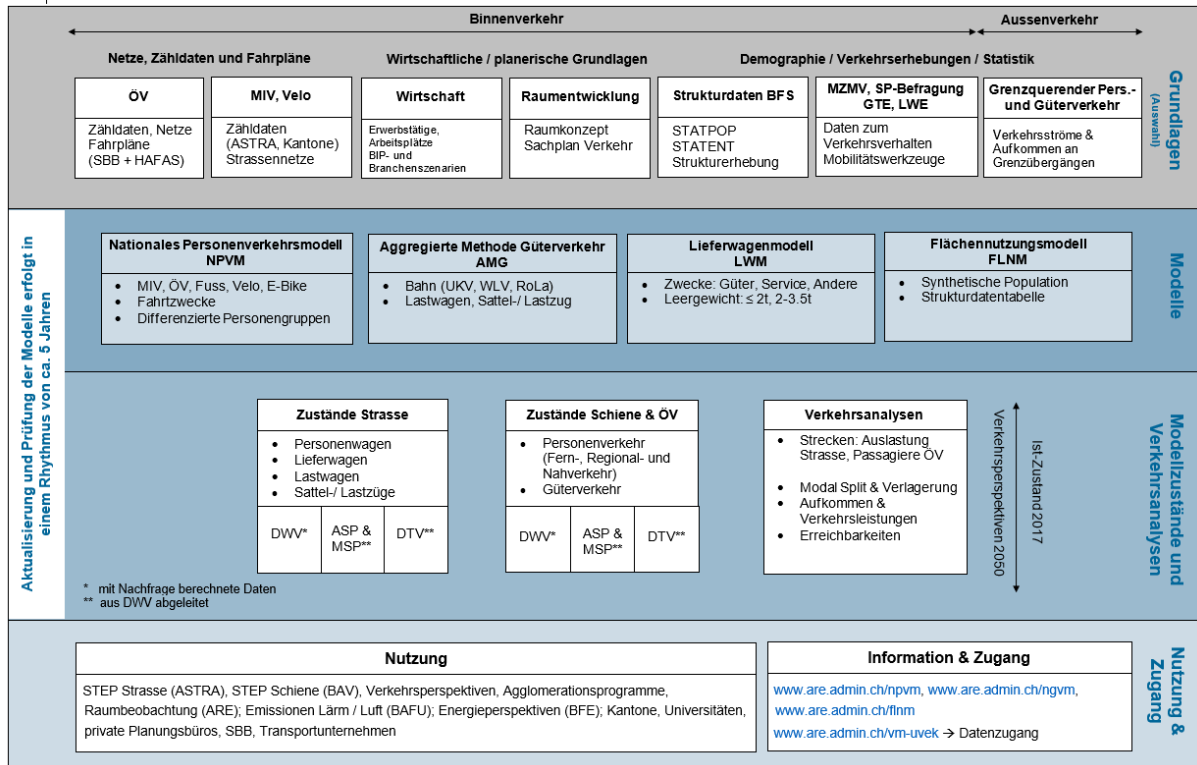 Binnenverkehr
Aussenverkehr
Netze, Zähldaten und Fahrpläne
Wirtschaftliche / planerische Grundlagen
Demographie / Verkehrserhebungen / Statistik
ÖV
Zähldaten, Netze
Fahrpläne
(SBB + HAFAS)
MIV, Velo
Zähldaten
(ASTRA, Kantone)
Strassennetze
Wirtschaft
Erwerbstätige,
Arbeitsplätze
BIP- und
Branchenszenarien
Raumentwicklung
Raumkonzept
Sachplan Verkehr
Strukturdaten BFS
STATPOP
STATENT
Strukturerhebung
MZMV, SP-Befragung
GTE, LWE
Daten zum
Verkehrsverhalten
Mobilitätswerkzeuge
Grenzquerender Pers.-
und Güterverkehr
Verkehrsströme &
Aufkommen an
Grenzübergängen
Grundlagen
(Auswahl)
Aktualisierung und Prüfung der Modelle erfolgt in
einem Rhythmus von ca. 5 Jahren
Nationales Personenverkehrsmodell
NPVM
• MIV, ÖV, Fuss, Velo, E-Bike
• Fahrtzwecke
• Differenzierte Personengruppen
Aggregierte Methode Güterverkehr
AMG
• Bahn (UKV, WLV, RoLa)
• Lastwagen, Sattel-/ Lastzug
Lieferwagenmodell
LWM
• Zwecke: Güter, Service, Andere
• Leergewicht: ≤ 2t, 2-3.5t
Flächennutzungsmodell
FLNM
• Synthetische Population
• Strukturdatentabelle
Modelle
Zustände Strasse
• Personenwagen
• Lieferwagen
• Lastwagen
• Sattel-/ Lastzüge
DWV*
ASP &
MSP**
DTV**
Zustände Schiene & ÖV
• Personenverkehr
(Fern-, Regional- und
Nahverkehr)
• Güterverkehr
DWV*
ASP &
MSP**
DTV**
Verkehrsanalysen
• Strecken: Auslastung
Strasse, Passagiere ÖV
• Modal Split & Verlagerung
• Aufkommen &
Verkehrsleistungen
• Erreichbarkeiten
Ist-Zustand 2017
Verkehrsperspektiven 2050
* mit Nachfrage berechnete Daten
** aus DWV abgeleitet
Modellzustände und
Verkehrsanalysen
Nutzung
STEP Strasse (ASTRA), STEP Schiene (BAV), Verkehrsperspektiven, Agglomerationsprogramme,
Raumbeobachtung (ARE); Emissionen Lärm / Luft (BAFU); Energieperspektiven (BFE); Kantone, Universitäten,
private Planungsbüros, SBB, Transportunternehmen
Information & Zugang
www.are.admin.ch/npvm, www.are.admin.ch/ngvm,
www.are.admin.ch/flnm
www.are.admin.ch/vm-uvek → Datenzugang
Nutzung &
Zugang